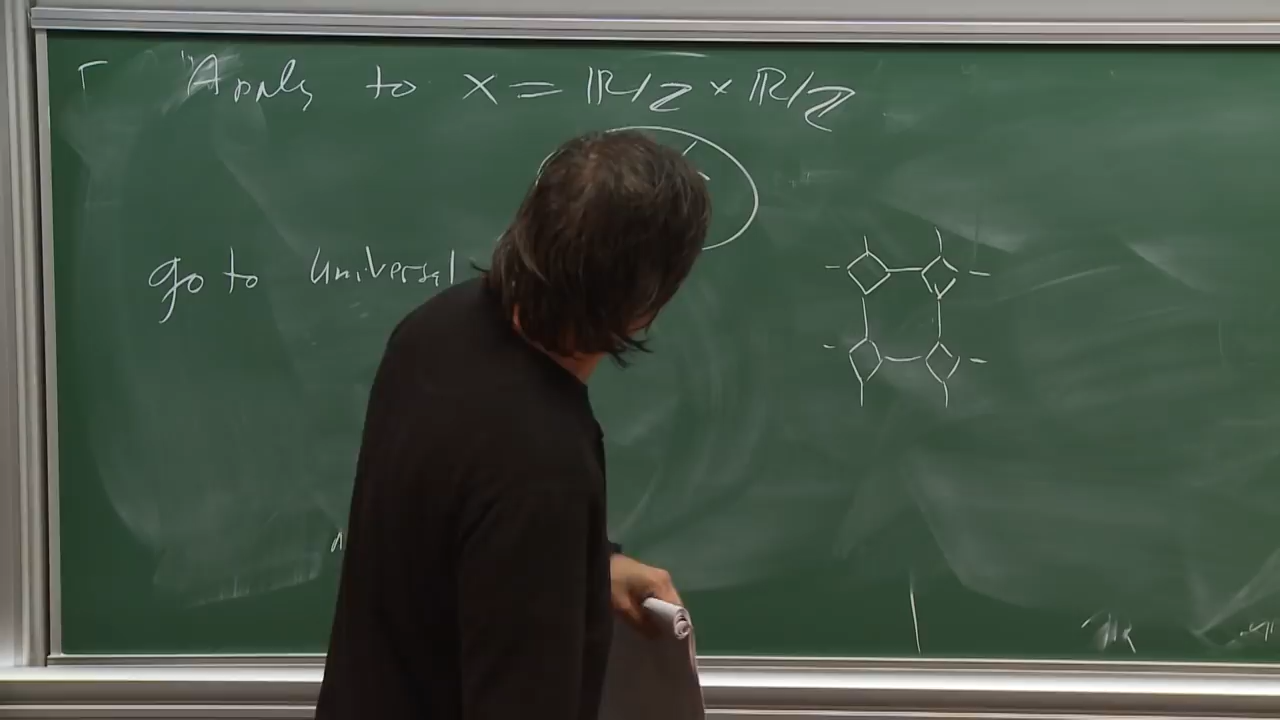 "Apply to X = ℝ/ℤ × ℝ/ℤ
go to universal